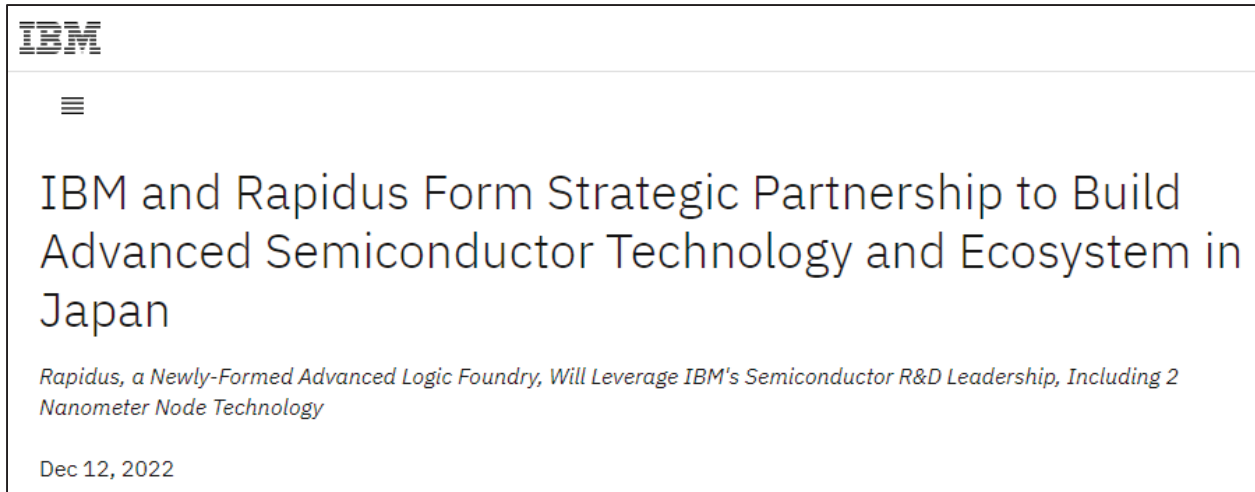 IBM
IBM and Rapidus Form Strategic Partnership to Build
Advanced Semiconductor Technology and Ecosystem in
Japan
Rapidus, a Newly-Formed Advanced Logic Foundry, Will Leverage IBM's Semiconductor R&D Leadership, Including 2
Nanometer Node Technology
Dec 12, 2022